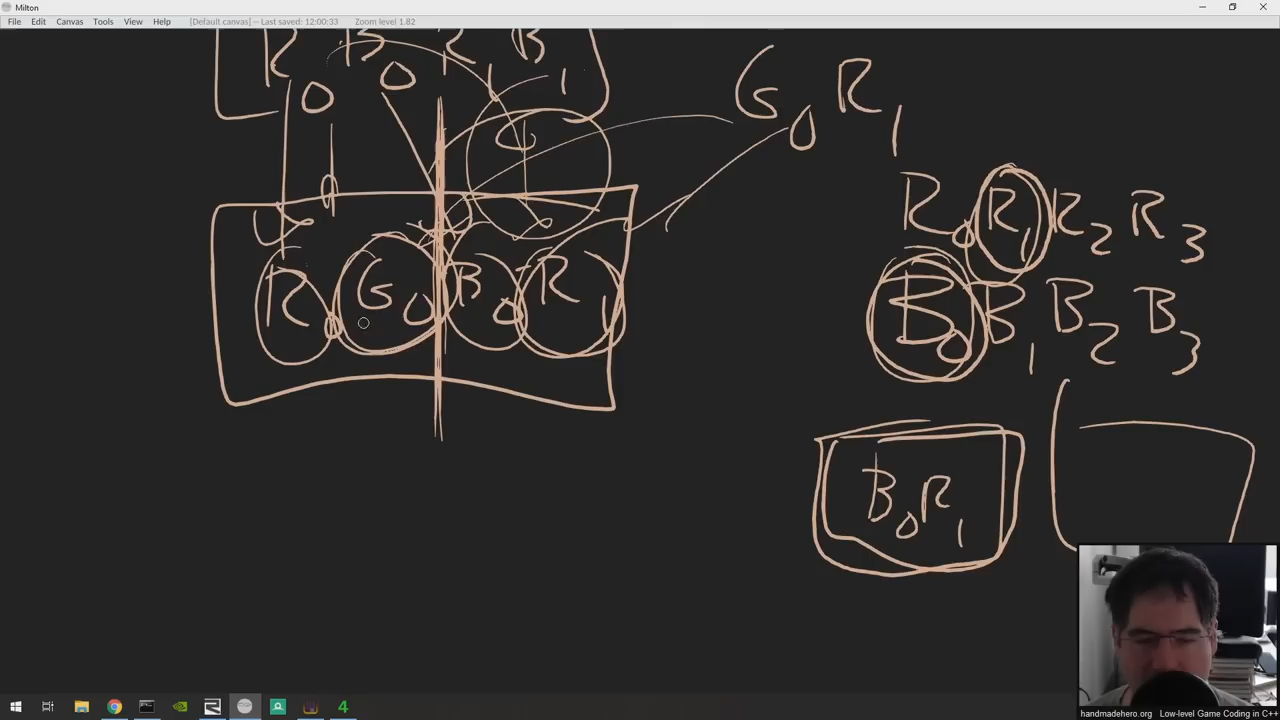 Milton
File Edit Canvas Tools View Help [Default canvas] – Last saved: 12:00:33 Zoom level 1.82
R0 B0 R1 B1
G0 R1
R0 R1 R2 R3
R0 G0 B0 R1
B0 B1 B2 B3
B0 R1
4
handmadehero.org Low-level Game Coding in C++